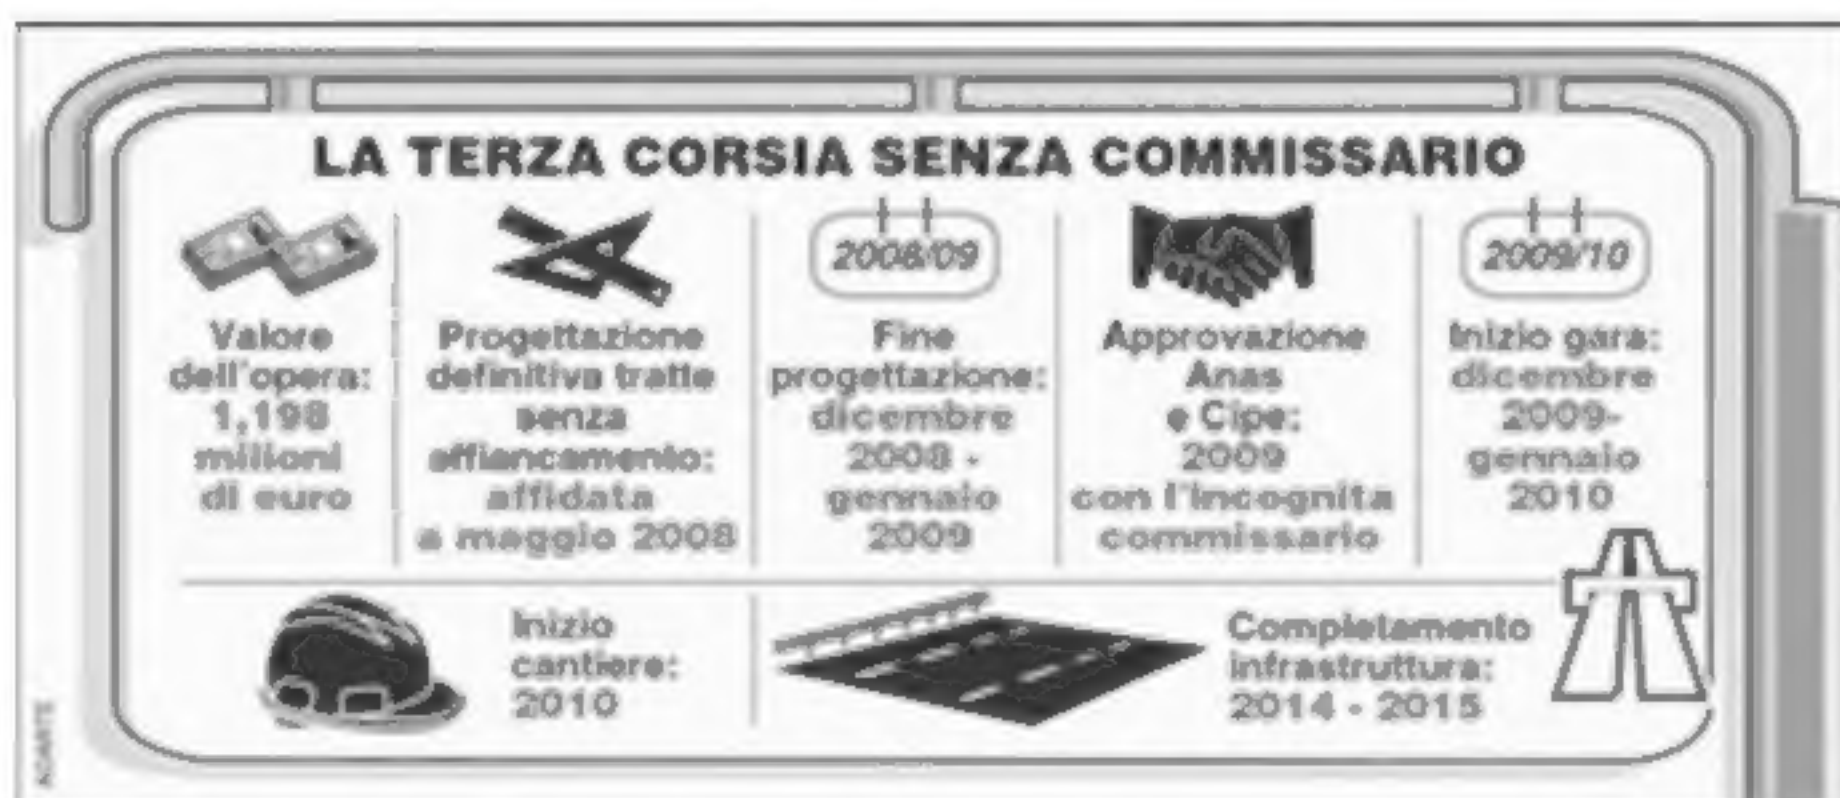 LA TERZA CORSIA SENZA COMMISSARIO
Valore
dell'opera:
1,198
milioni
di euro
Progettazione
definitiva tratte
senza
affiancamento:
affidata
a maggio 2008
2008/09
Fine
progettazione:
dicembre
2008 -
gennaio
2009
Approvazione
Anas
e Cipe:
2009
con l'incognita
commissario
2009/10
Inizio gara:
dicembre
2009-
gennaio
2010
Inizio
cantiere:
2010
Completamento
infrastruttura:
2014 - 2015